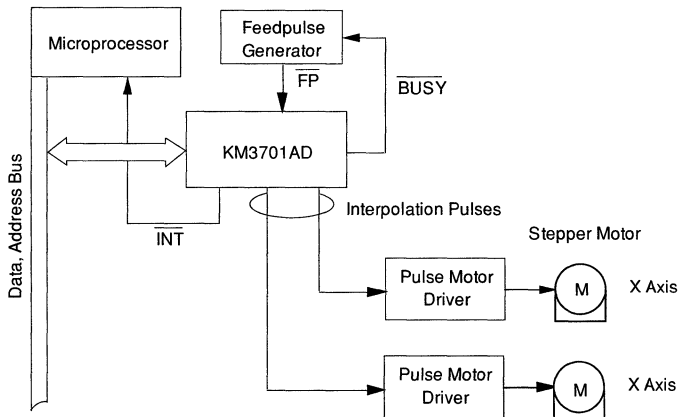 Microprocessor
Feedpulse
Generator
FP
BUSY
KM3701AD
Data, Address Bus
INT
Interpolation Pulses
Stepper Motor
Pulse Motor
Driver
M
X Axis
Pulse Motor
Driver
M
X Axis